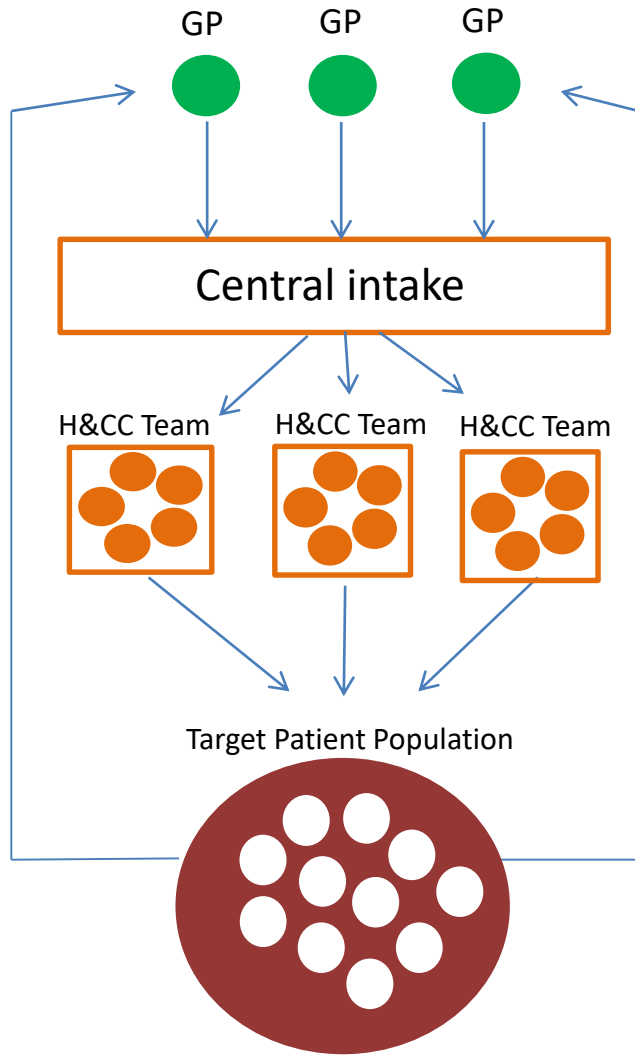 GP
GP
GP
Central intake
H&CC Team
H&CC Team
H&CC Team
Target Patient Population